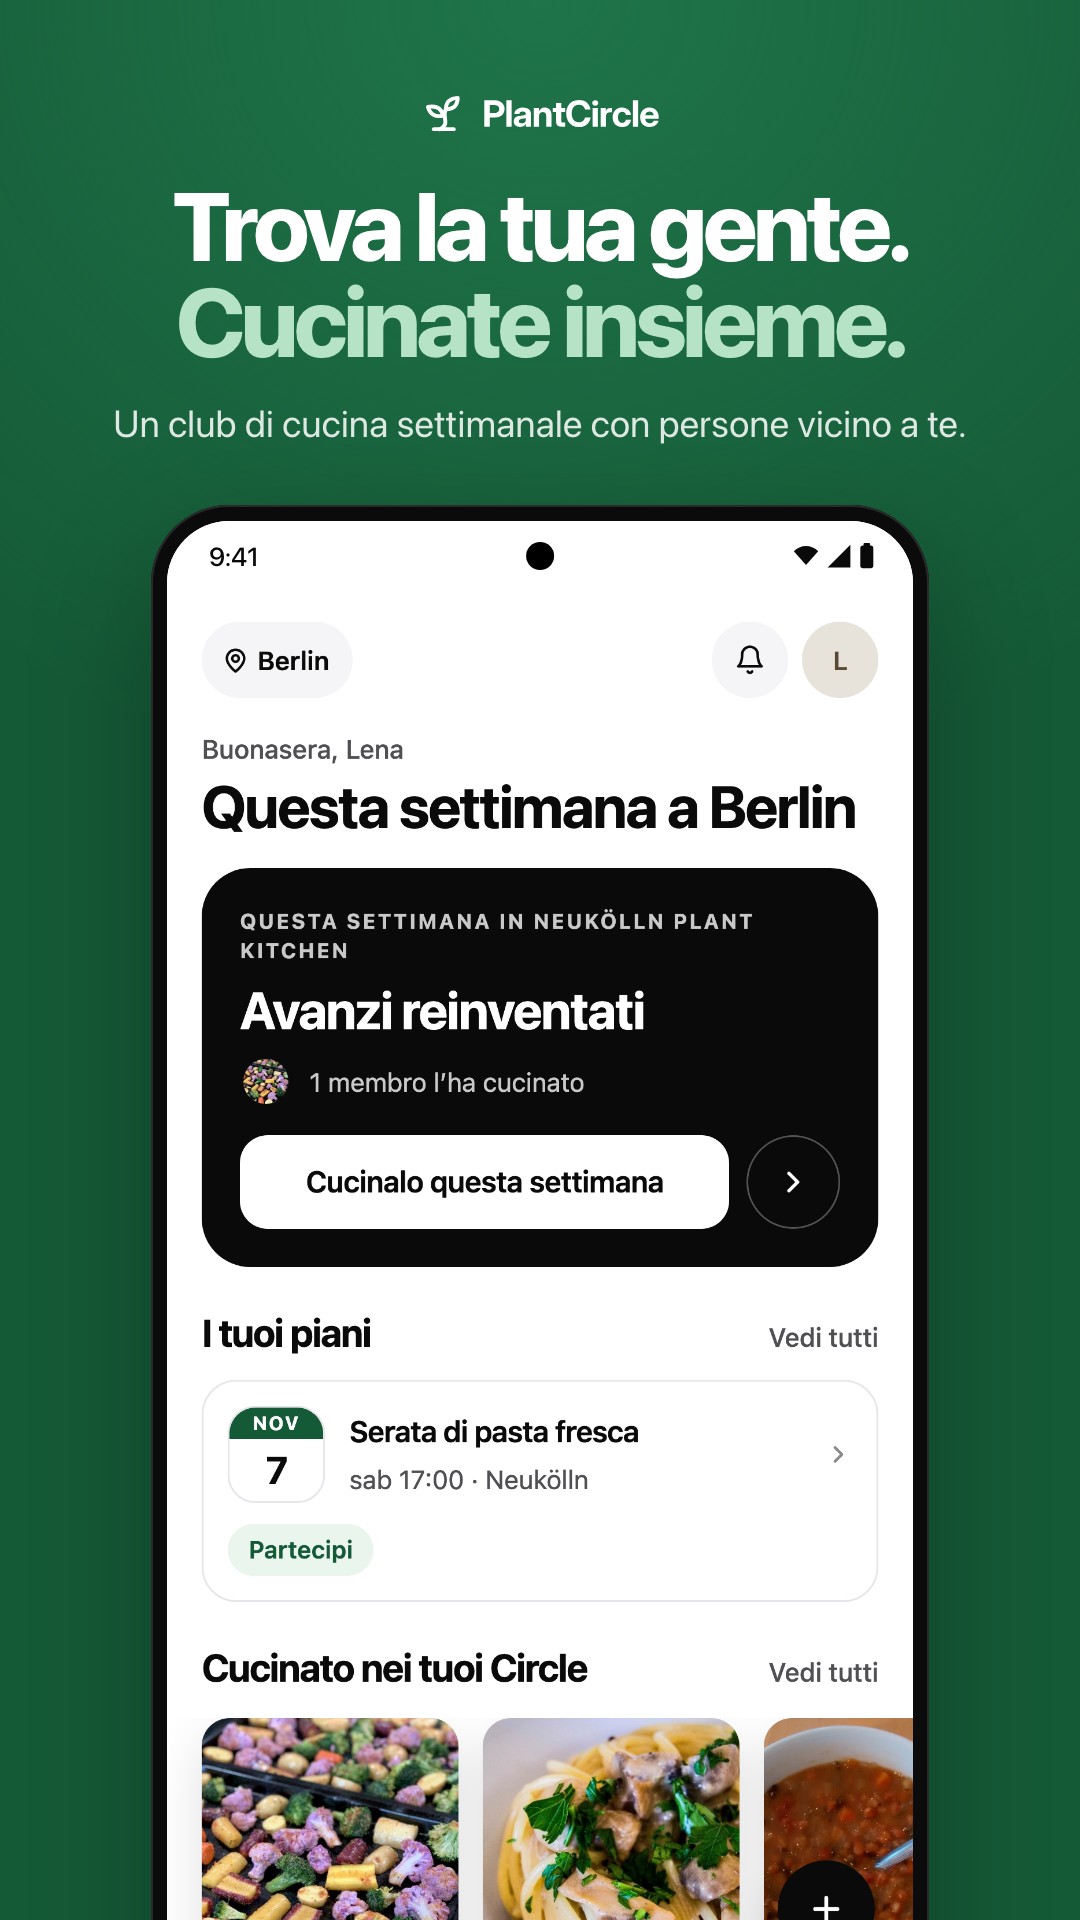 PlantCircle
Trova la tua gente.
Cucinate insieme.
Un club di cucina settimanale con persone vicino a te.
9:41
Berlin
L
Buonasera, Lena
Questa settimana a Berlin
QUESTA SETTIMANA IN NEUKÖLLN PLANT
KITCHEN
Avanzi reinventati
1 membro l’ha cucinato
Cucinalo questa settimana
I tuoi piani
Vedi tutti
NOV
7
Serata di pasta fresca
sab 17:00 · Neukölln
Partecipi
Cucinato nei tuoi Circle
Vedi tutti